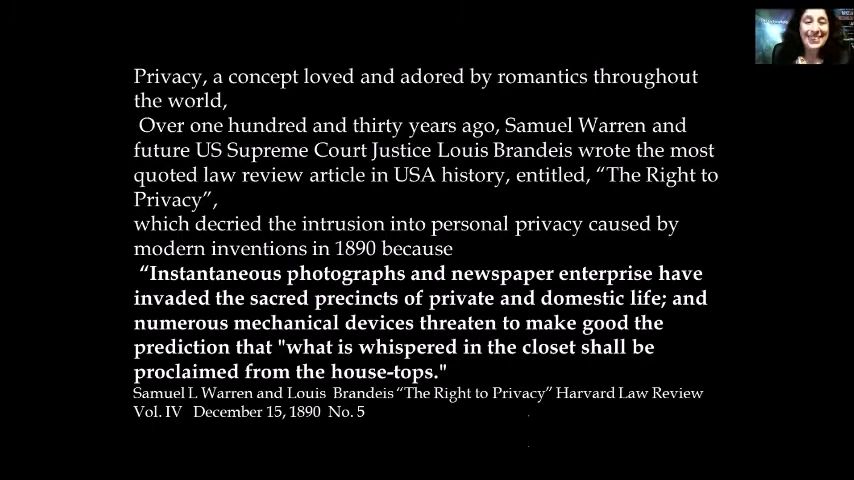 Privacy, a concept loved and adored by romantics throughout
the world,
Over one hundred and thirty years ago, Samuel Warren and
future US Supreme Court Justice Louis Brandeis wrote the most
quoted law review article in USA history, entitled, “The Right to
Privacy”,
which decried the intrusion into personal privacy caused by
modern inventions in 1890 because
“Instantaneous photographs and newspaper enterprise have
invaded the sacred precincts of private and domestic life; and
numerous mechanical devices threaten to make good the
prediction that "what is whispered in the closet shall be
proclaimed from the house-tops."
Samuel L Warren and Louis Brandeis “The Right to Privacy” Harvard Law Review
Vol. IV December 15, 1890 No. 5